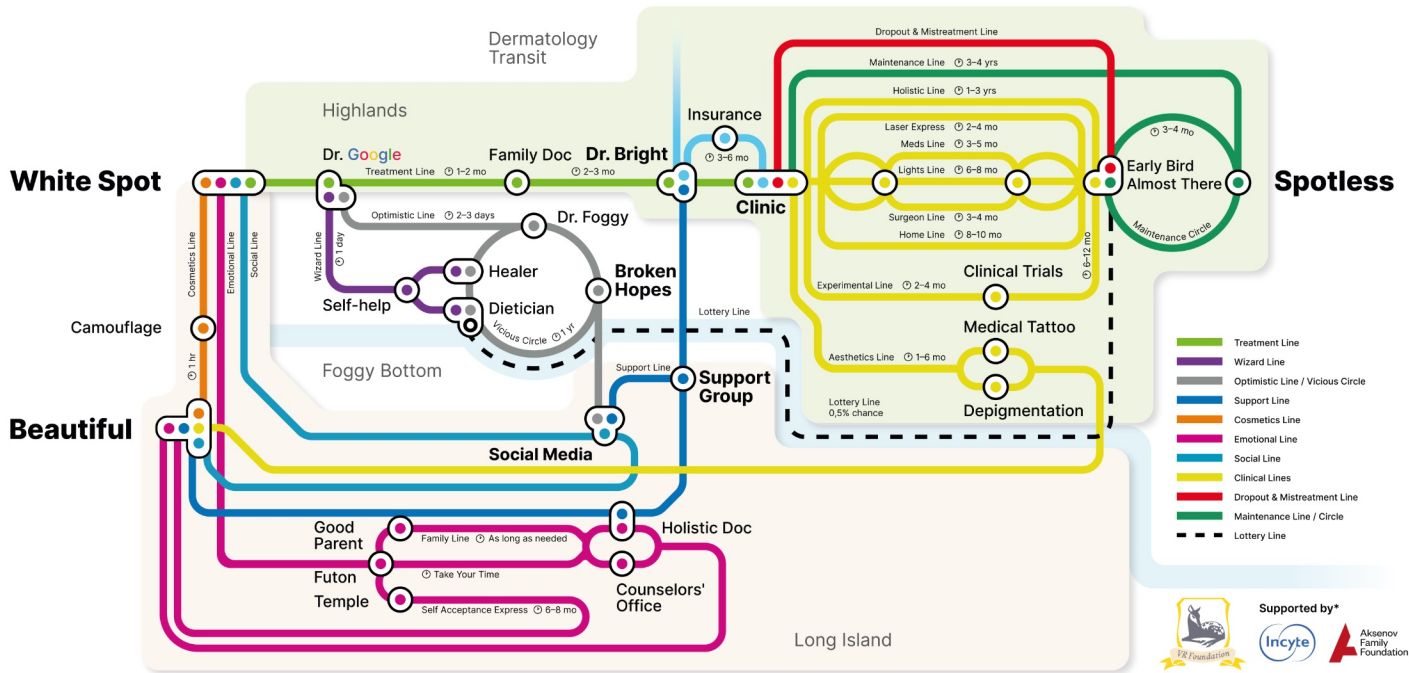 Dermatology
Transit
Dropout & Mistreatment Line
Maintenance Line 3–4 yrs
Holistic Line 1–3 yrs
Highlands
Insurance
3–6 mo
Laser Express 2–4 mo
Meds Line 3–5 mo
3–4 mo
Dr. Google
Family Doc
Dr. Bright
Treatment Line 1–2 mo
2–3 mo
Lights Line 6–8 mo
Early Bird
Almost There
White Spot
Spotless
Clinic
Surgeon Line 3–4 mo
Home Line 8–10 mo
Maintenance Circle
Optimistic Line 2–3 days
Dr. Foggy
Cosmetics Line
Emotional Line
Social Line
Wizard Line
1 day
6–12 mo
Healer
Broken
Hopes
Clinical Trials
Self-help
Dietician
Experimental Line 2–4 mo
Vicious Circle 1 yr
Lottery Line
Camouflage
1 hr
Medical Tattoo
Foggy Bottom
Support Line
Aesthetics Line 1–6 mo
Support
Group
Lottery Line
0,5% chance
Depigmentation
Beautiful
Social Media
Good
Parent
Family Line As long as needed
Holistic Doc
Futon
Take Your Time
Temple
Self Acceptance Express 6–8 mo
Counselors'
Office
Long Island
Treatment Line
Wizard Line
Optimistic Line / Vicious Circle
Support Line
Cosmetics Line
Emotional Line
Social Line
Clinical Lines
Dropout & Mistreatment Line
Maintenance Line / Circle
Lottery Line
Supported by*
VR Foundation
Incyte
Aksenov
Family
Foundation